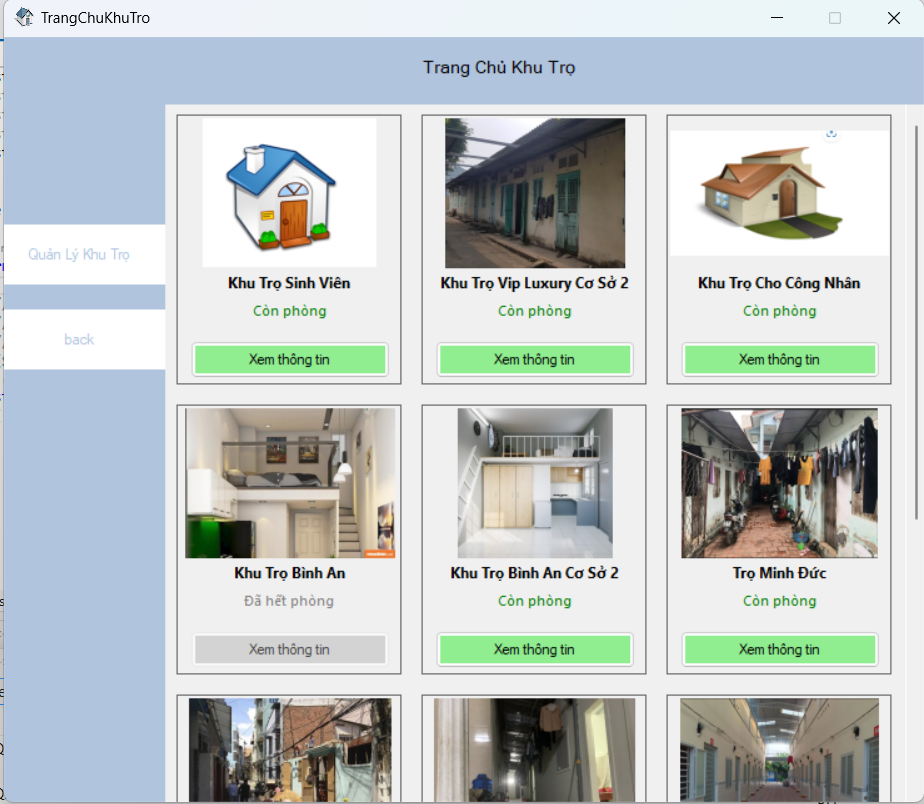 TrangChuKhuTro
Trang Chủ Khu Trọ
Quản Lý Khu Trọ
back
Khu Trọ Sinh Viên
Còn phòng
Xem thông tin
Khu Trọ Vip Luxury Cơ Sở 2
Còn phòng
Xem thông tin
Khu Trọ Cho Công Nhân
Còn phòng
Xem thông tin
Khu Trọ Bình An
Đã hết phòng
Xem thông tin
Khu Trọ Bình An Cơ Sở 2
Còn phòng
Xem thông tin
Trọ Minh Đức
Còn phòng
Xem thông tin